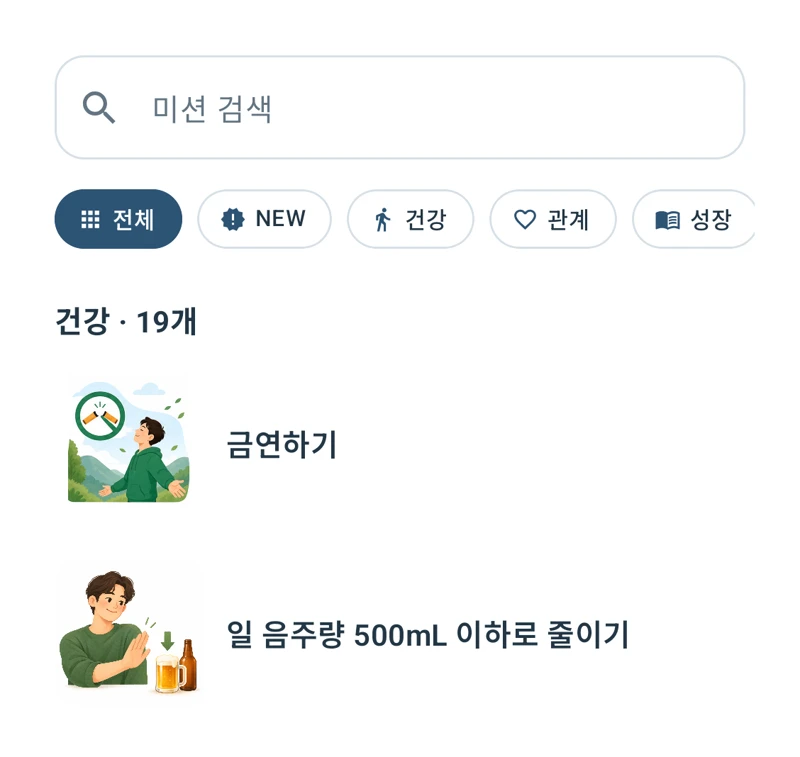 미션 검색
전체 NEW 건강 관계 성장
건강 · 19개
금연하기
일 음주량 500mL 이하로 줄이기